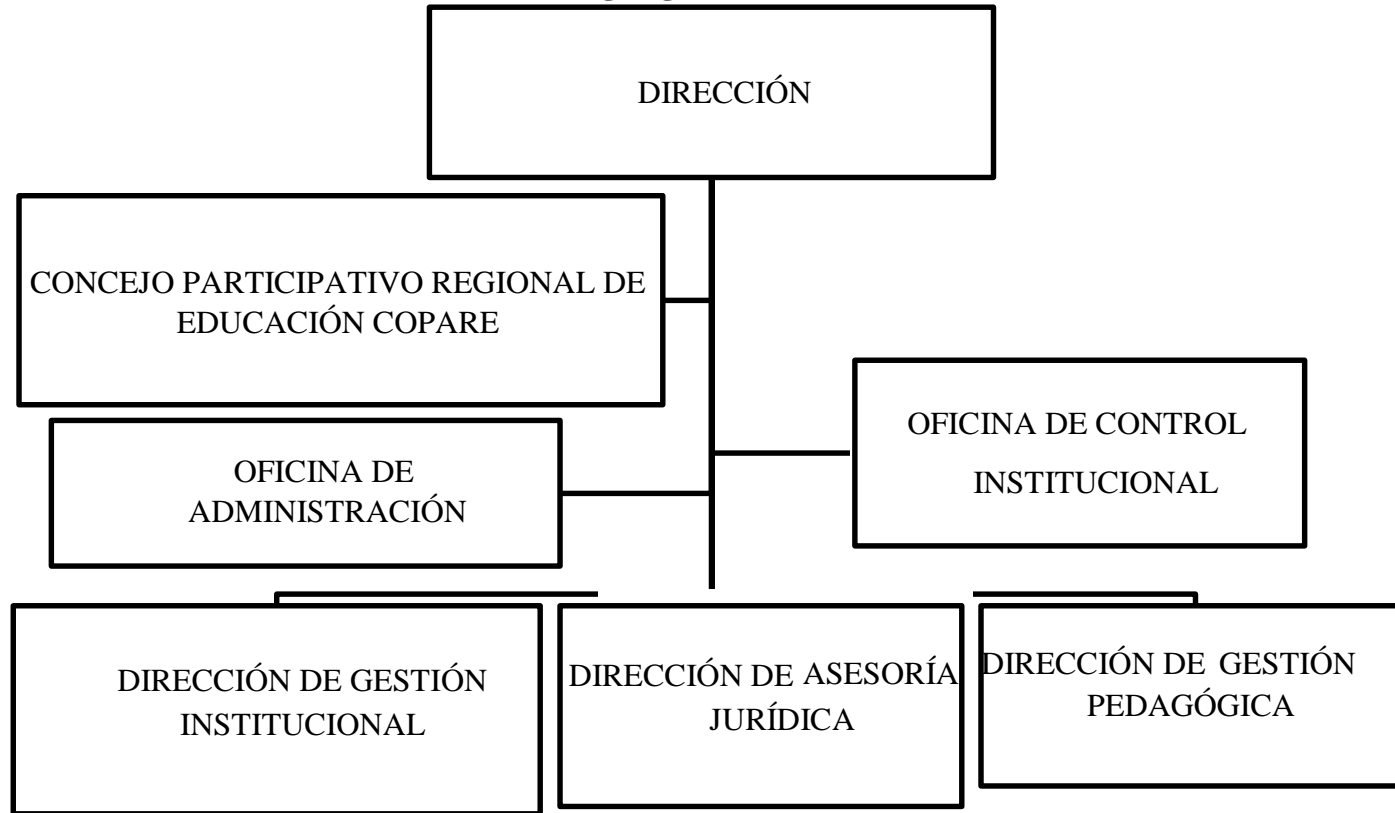 DIRECCIÓN
CONCEJO PARTICIPATIVO REGIONAL DE
EDUCACIÓN COPARE
OFICINA DE CONTROL
INSTITUCIONAL
OFICINA DE
ADMINISTRACIÓN
DIRECCIÓN DE GESTIÓN
INSTITUCIONAL
DIRECCIÓN DE ASESORÍA
JURÍDICA
DIRECCIÓN DE GESTIÓN
PEDAGÓGICA